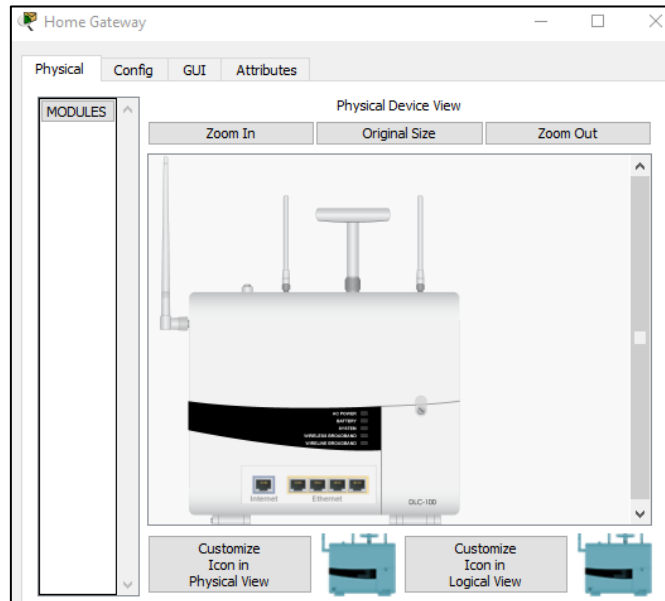 Home Gateway
Physical
Config
GUI
Attributes
MODULES
Physical Device View
Zoom In
Original Size
Zoom Out
AC POWER
BATTERY
SYSTEM
WIRELESS BROADBAND
WIRELINE BROADBAND
Internet
Ethernet
DLC-100
Customize
Icon in
Physical View
Customize
Icon in
Logical View